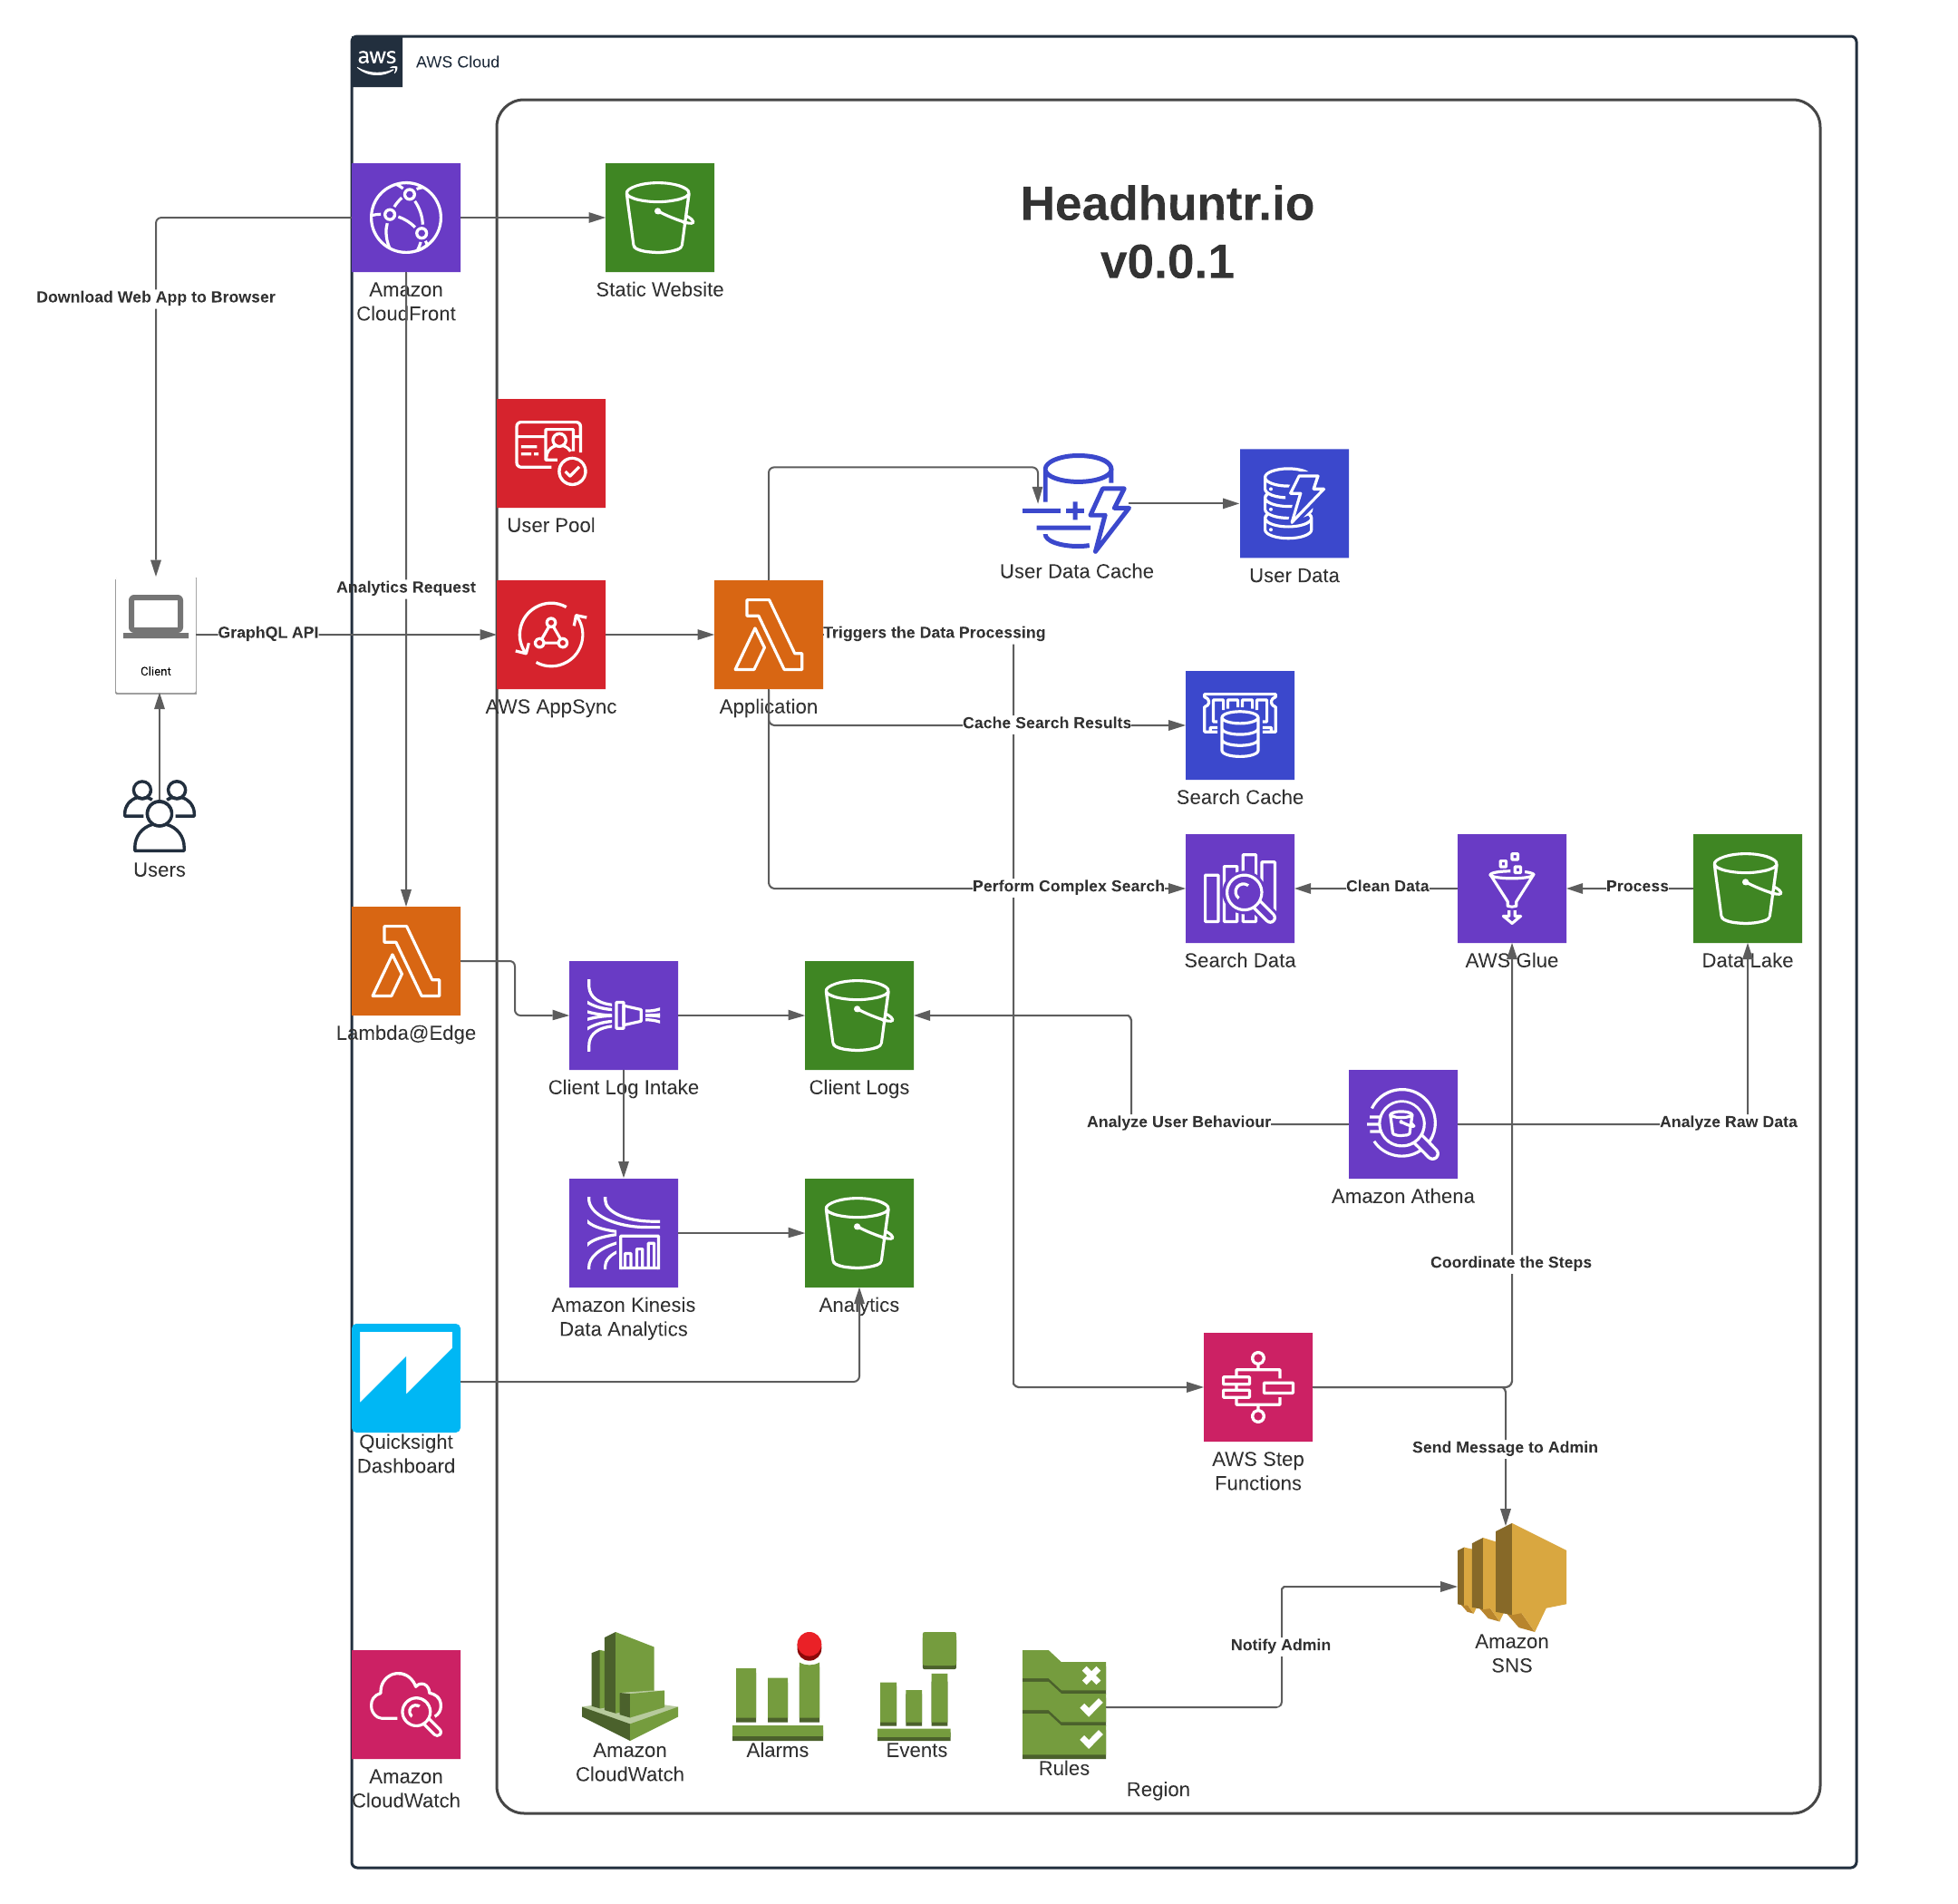 aws
AWS Cloud
Headhuntr.io
v0.0.1
Amazon
CloudFront
Static Website
Download Web App to Browser
User Pool
User Data Cache
User Data
Analytics Request
Client
GraphQL API
AWS AppSync
Application
Triggers the Data Processing
Cache Search Results
Search Cache
Users
Perform Complex Search
Clean Data
Process
Search Data
AWS Glue
Data Lake
Lambda@Edge
Client Log Intake
Client Logs
Analyze User Behaviour
Analyze Raw Data
Amazon Athena
Coordinate the Steps
Amazon Kinesis
Data Analytics
Analytics
Quicksight
Dashboard
AWS Step
Functions
Send Message to Admin
Notify Admin
Amazon
SNS
Amazon
CloudWatch
Amazon
CloudWatch
Alarms
Events
Rules
Region